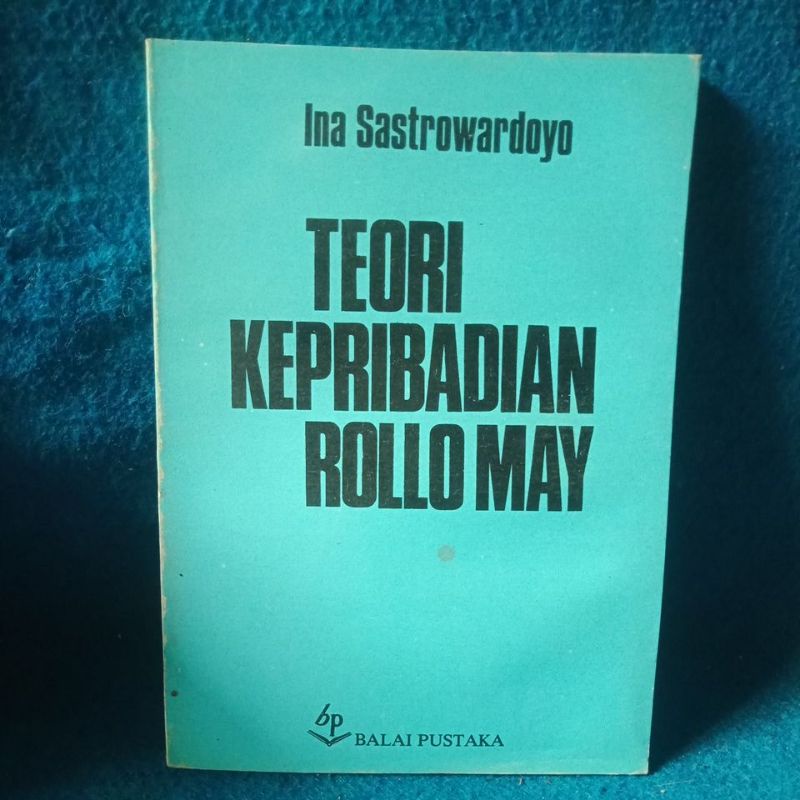 Ina Sastrowardoyo
TEORI
KEPRIBADIAN
ROLLO MAY
bp
BALAI PUSTAKA